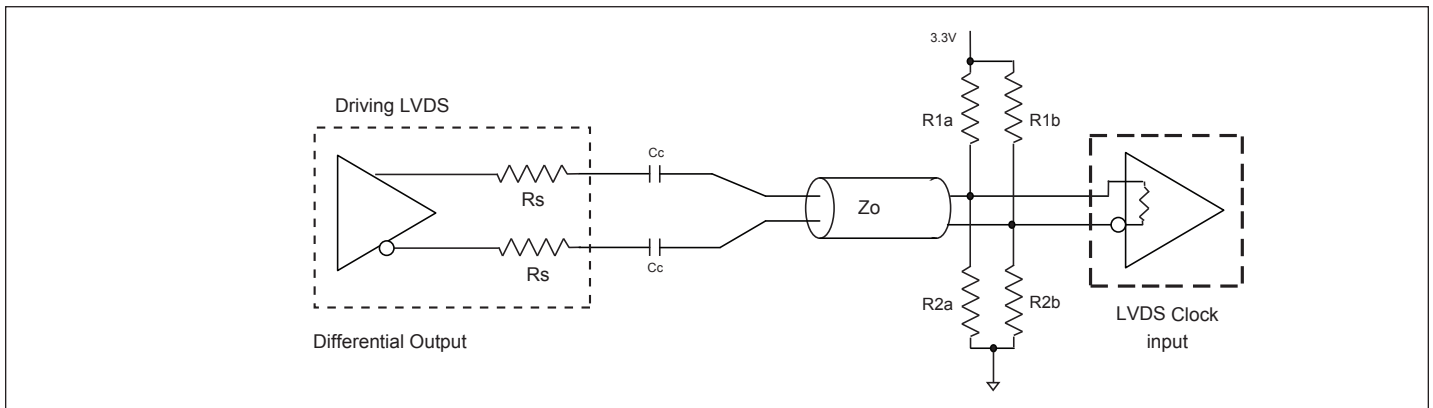 3.3V
Driving LVDS
R1a
R1b
Cc
Rs
Zo
Rs
Cc
R2a
R2b
LVDS Clock
input
Differential Output